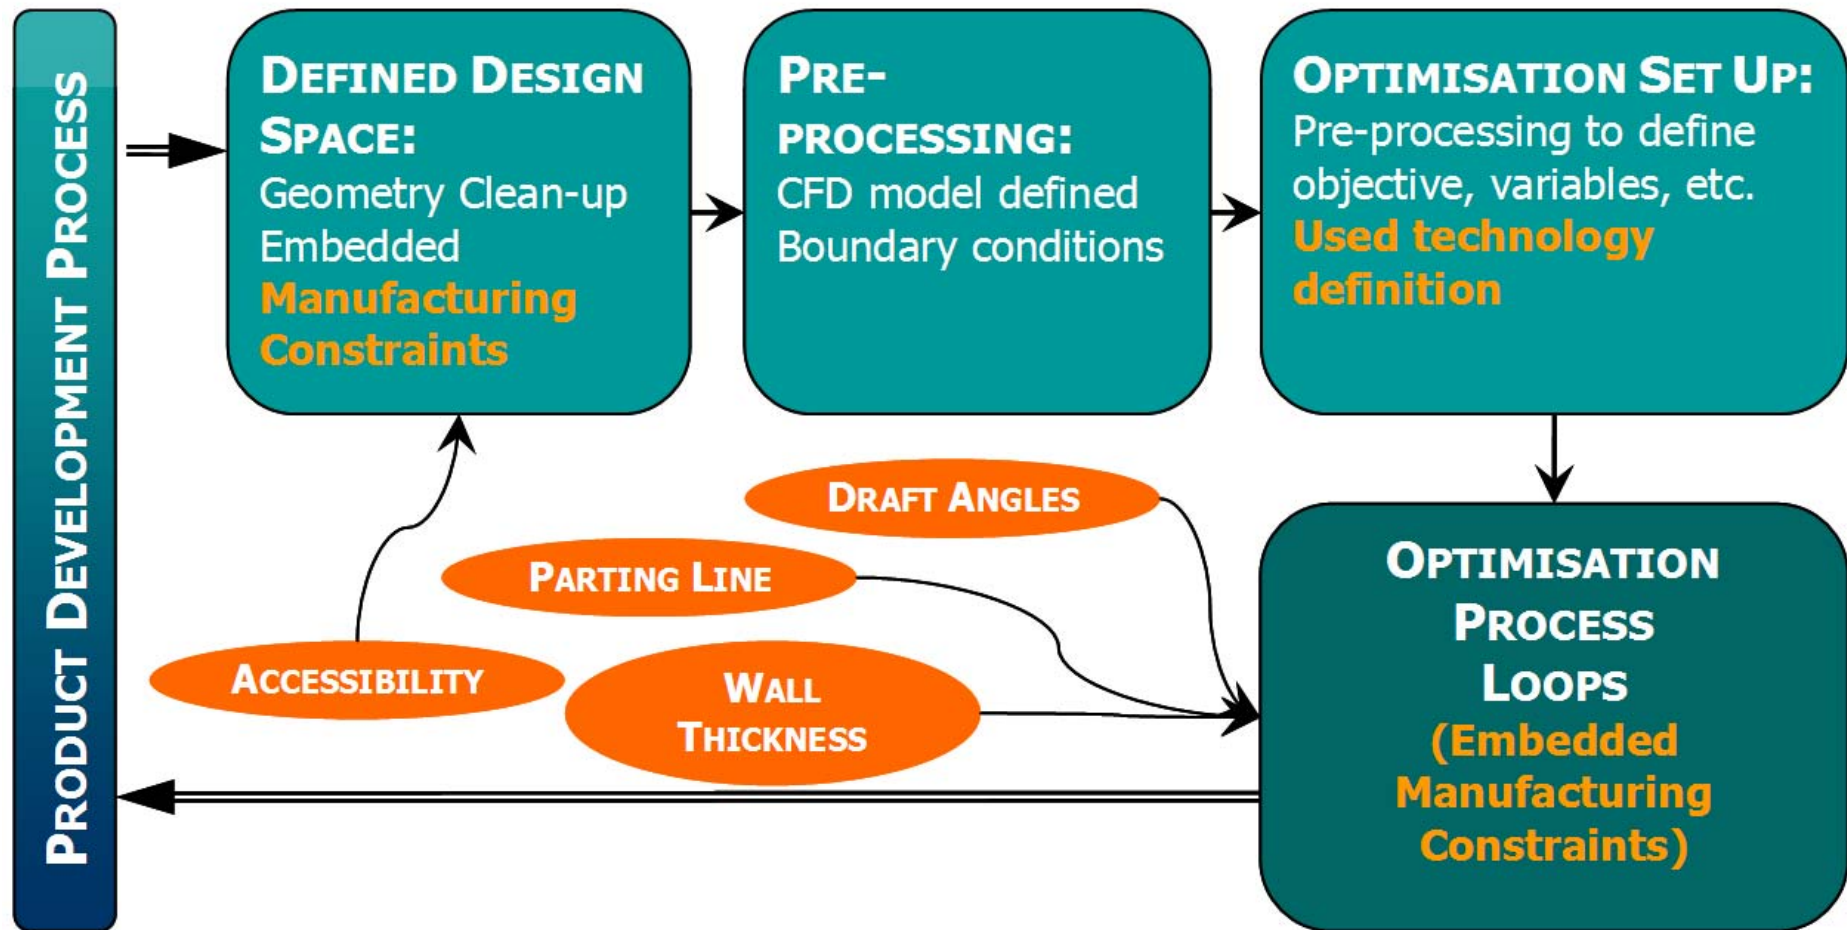 PRODUCT DEVELOPMENT PROCESS
DEFINED DESIGN
SPACE:
Geometry Clean-up
Embedded
Manufacturing
Constraints
PRE-
PROCESSING:
CFD model defined
Boundary conditions
OPTIMISATION SET UP:
Pre-processing to define
objective, variables, etc.
Used technology
definition
DRAFT ANGLES
PARTING LINE
ACCESSIBILITY
WALL
THICKNESS
OPTIMISATION
PROCESS
LOOPS
(Embedded
Manufacturing
Constraints)